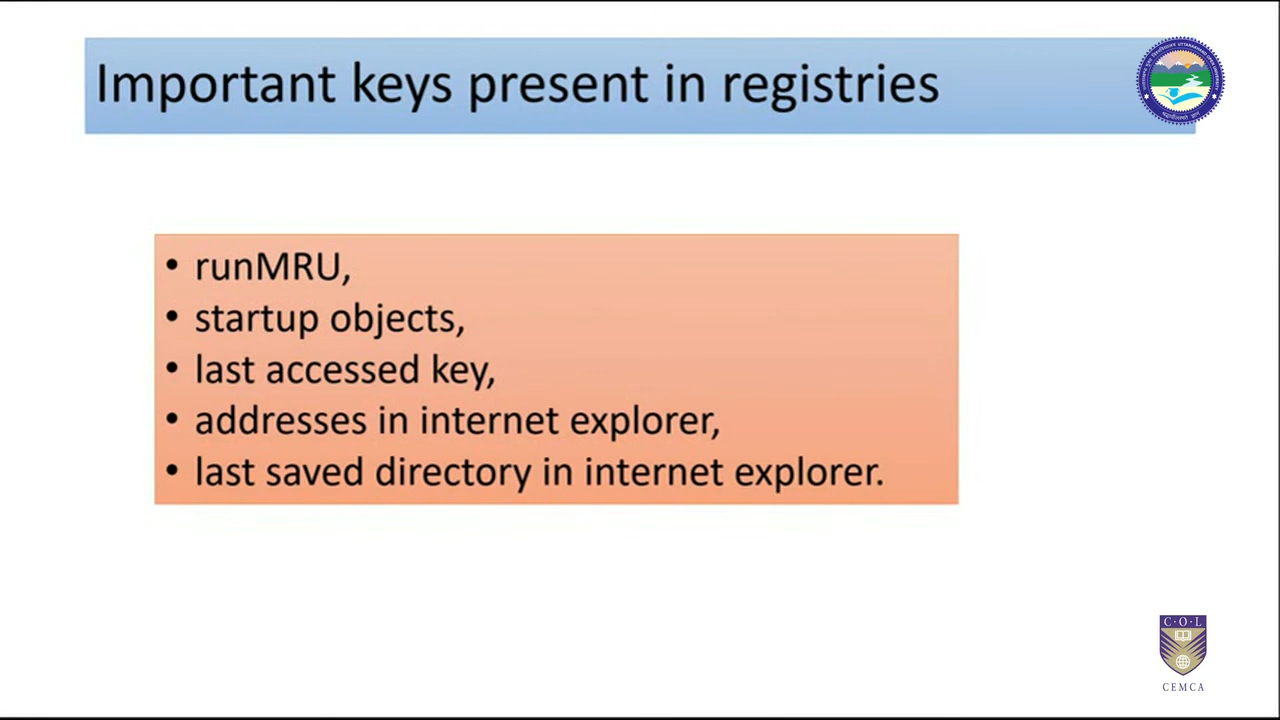 Important keys present in registries
• runMRU,
• startup objects,
• last accessed key,
• addresses in internet explorer,
• last saved directory in internet explorer.
C·O·L
CEMCA